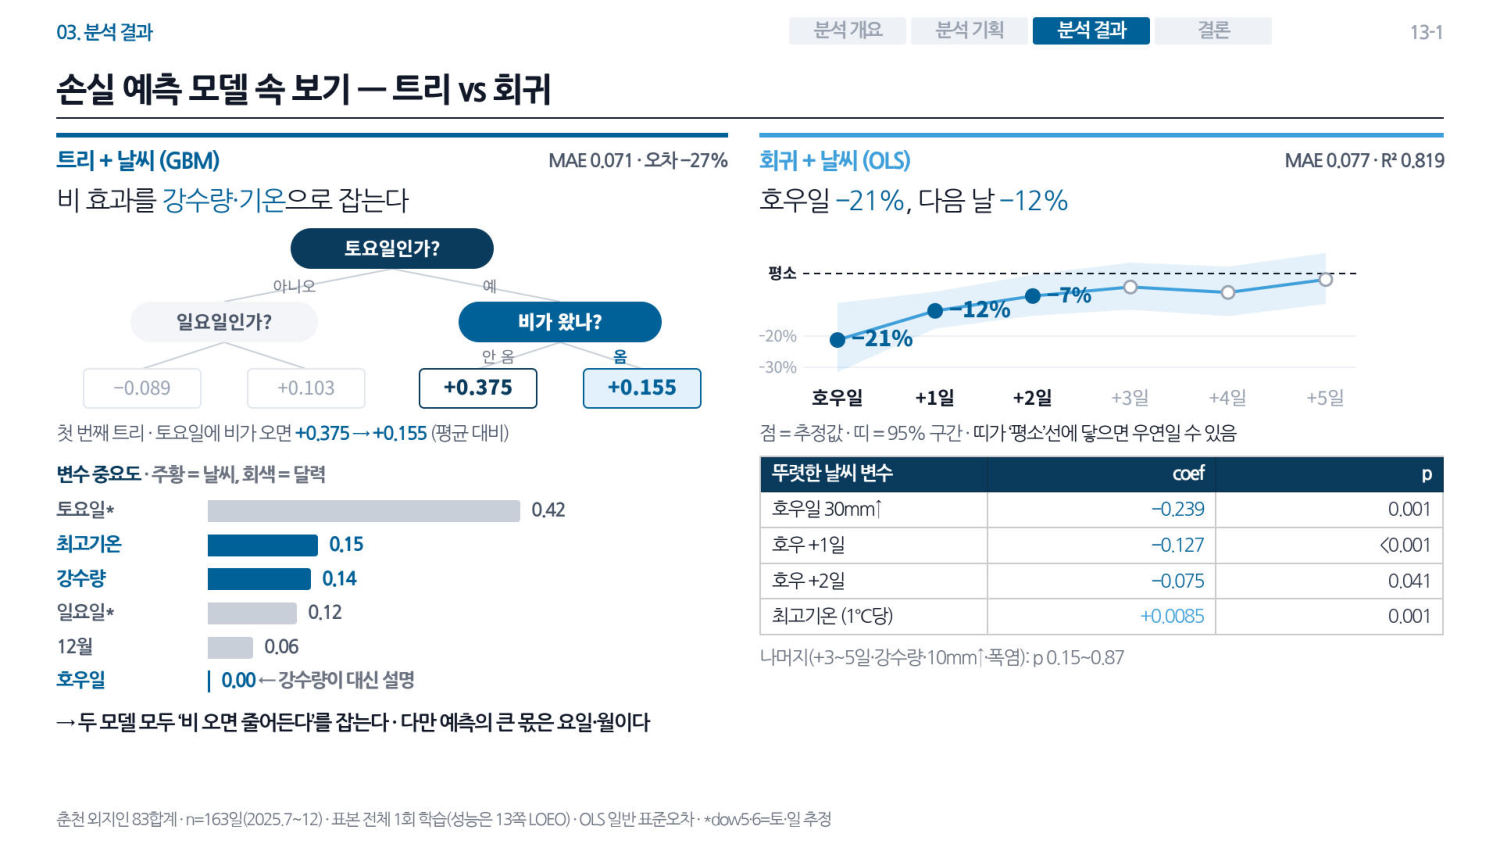 03. 분석 결과
분석 개요 분석 기획 분석 결과 결론
13-1
손실 예측 모델 속 보기 — 트리 vs 회귀
트리 + 날씨 (GBM)
MAE 0.071 · 오차 −27%
비 효과를 강수량·기온으로 잡는다
토요일인가?
아니오 예
일요일인가? 비가 왔나?
안 옴 옴
−0.089 +0.103 +0.375 +0.155
첫 번째 트리 · 토요일에 비가 오면 +0.375 → +0.155 (평균 대비)
변수 중요도 · 주황 = 날씨, 회색 = 달력
토요일* 0.42
최고기온 0.15
강수량 0.14
일요일* 0.12
12월 0.06
호우일 0.00 ← 강수량이 대신 설명
→ 두 모델 모두 ‘비 오면 줄어든다’를 잡는다 · 다만 예측의 큰 몫은 요일·월이다
회귀 + 날씨 (OLS)
MAE 0.077 · R² 0.819
호우일 −21%, 다음 날 −12%
평소
−7%
−12%
−20%
−21%
−30%
호우일 +1일 +2일 +3일 +4일 +5일
점 = 추정값 · 띠 = 95% 구간 · 띠가 ‘평소’선에 닿으면 우연일 수 있음
뚜렷한 날씨 변수 coef p
호우일 30mm↑ −0.239 0.001
호우 +1일 −0.127 <0.001
호우 +2일 −0.075 0.041
최고기온 (1°C당) +0.0085 0.001
나머지(+3~5일·강수량·10mm↑·폭염): p 0.15~0.87
춘천 외지인 83합계 · n=163일(2025.7~12) · 표본 전체 1회 학습(성능은 13쪽 LOEO) · OLS 일반 표준오차 · *dow5·6=토·일 추정